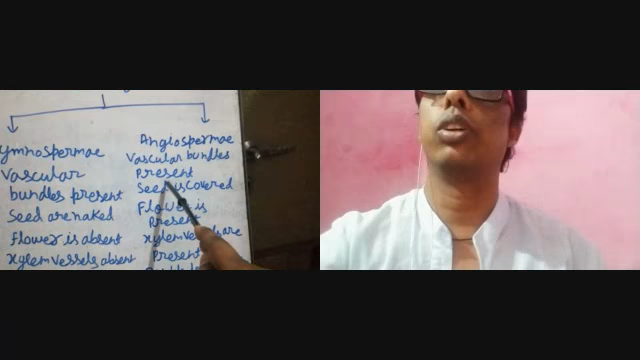 ymnospermae
Vascular
bundles present
Seed are naked
Flower is absent
xylem vessels absent
Angiospermae
Vascular bundles
Present
Seed is covered
Flower is
Present
xylem vessels are
Present